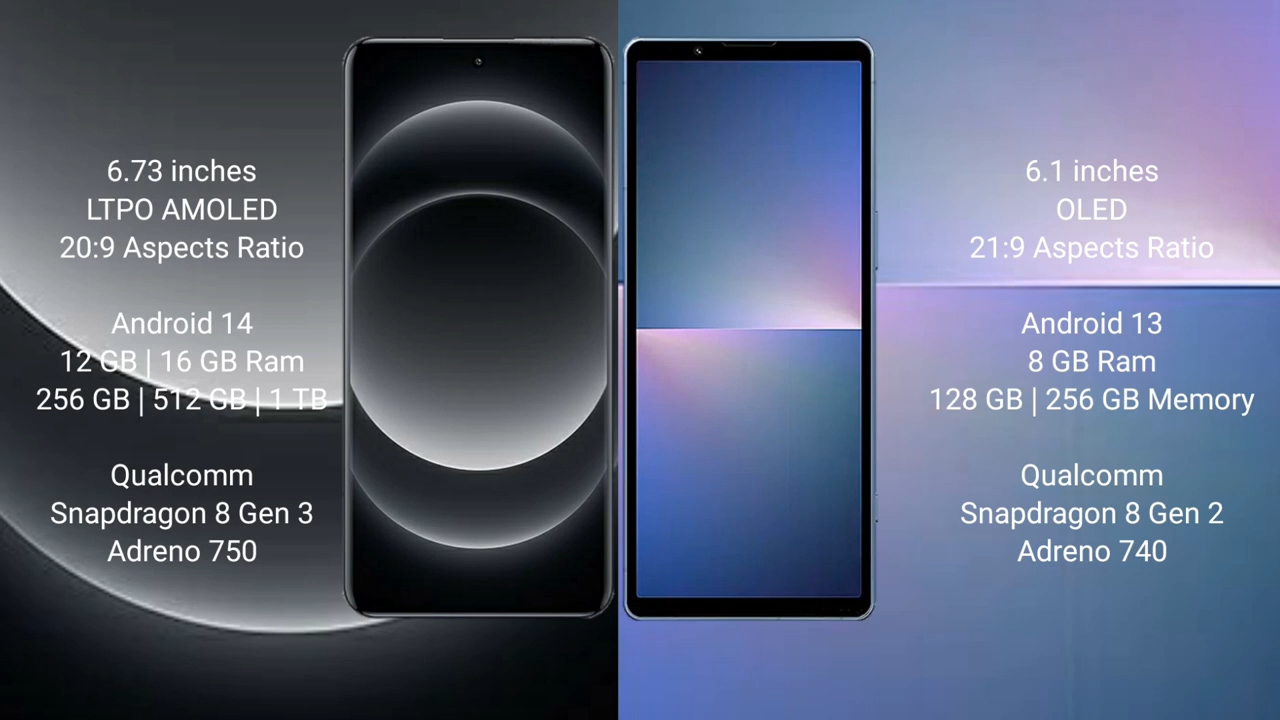 6.73 inches
LTPO AMOLED
20:9 Aspects Ratio
Android 14
12 GB | 16 GB Ram
256 GB | 512 GB | 1 TB
Qualcomm
Snapdragon 8 Gen 3
Adreno 750
6.1 inches
OLED
21:9 Aspects Ratio
Android 13
8 GB Ram
128 GB | 256 GB Memory
Qualcomm
Snapdragon 8 Gen 2
Adreno 740